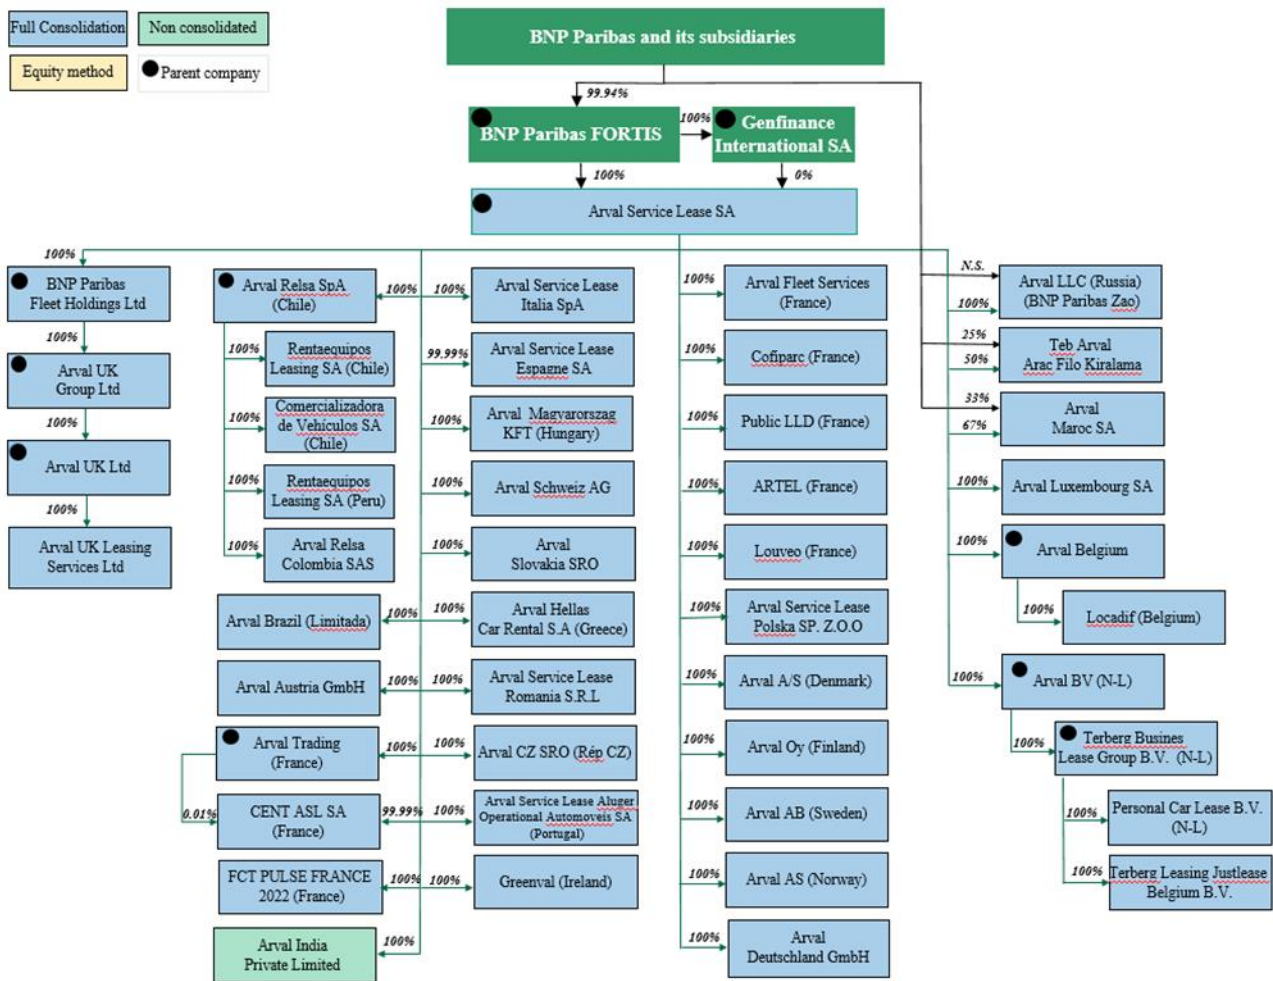 Full Consolidation
Non consolidated
Equity method
Parent company
BNP Paribas and its subsidiaries
99.94%
BNP Paribas FORTIS
100%
Genfinance
International SA
100%
0%
Arval Service Lease SA
100%
BNP Paribas
Fleet Holdings Ltd
100%
Arval UK
Group Ltd
100%
Arval UK Ltd
100%
Arval UK Leasing
Services Ltd
Arval Relsa SpA
(Chile)
100%
100%
Rentaequipos
Leasing SA (Chile)
100%
Comercializadora
de Vehículos SA
(Chile)
100%
Rentaequipos
Leasing SA (Peru)
100%
Arval Relsa
Colombia SAS
Arval Brazil (Limitada)
100%
Arval Austria GmbH
100%
Arval Trading
(France)
100%
0.01%
CENT ASL SA
(France)
99.99%
FCT PULSE FRANCE
2022 (France)
100%
Arval India
Private Limited
100%
100%
Arval Service Lease
Italia SpA
99.99%
Arval Service Lease
Espagne SA
100%
Arval Magyarorszag
KFT (Hungary)
100%
Arval Schweiz AG
100%
Arval
Slovakia SRO
100%
Arval Hellas
Car Rental S.A (Greece)
100%
Arval Service Lease
Romania S.R.L
100%
Arval CZ SRO (Rép CZ)
100%
Arval Service Lease Aluger
Operational Automoveis SA
(Portugal)
100%
Greenval (Ireland)
100%
Arval Fleet Services
(France)
100%
Cofiparc (France)
100%
Public LLD (France)
100%
ARTEL (France)
100%
Louveo (France)
100%
Arval Service Lease
Polska SP. Z.O.O
100%
Arval A/S (Denmark)
100%
Arval Oy (Finland)
100%
Arval AB (Sweden)
100%
Arval AS (Norway)
100%
Arval
Deutschland GmbH
N.S.
100%
Arval LLC (Russia)
(BNP Paribas Zao)
25%
50%
Teb Arval
Arac Filo Kiralama
33%
67%
Arval
Maroc SA
100%
Arval Luxembourg SA
100%
Arval Belgium
100%
Locadif (Belgium)
100%
Arval BV (N-L)
100%
Terberg Busines
Lease Group B.V. (N-L)
100%
Personal Car Lease B.V.
(N-L)
100%
Terberg Leasing Justlease
Belgium B.V.